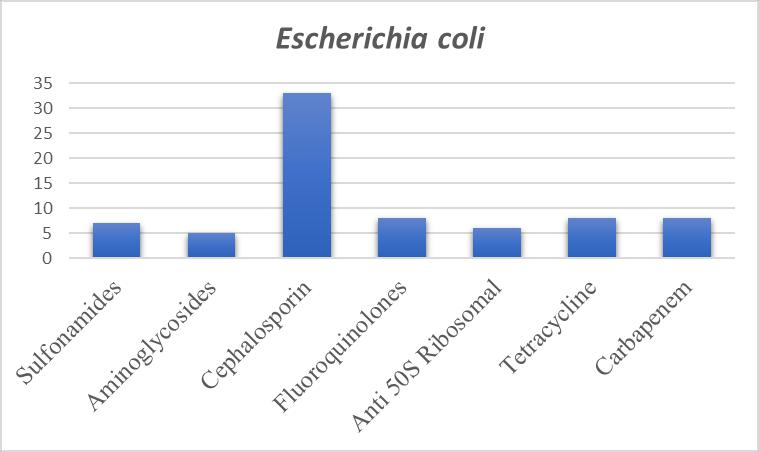 Escherichia coli
35
30
25
20
15
10
5
0
Sulfonamides
Aminoglycosides
Cephalosporin
Fluoroquinolones
Anti 50S Ribosomal
Tetracycline
Carbapenem